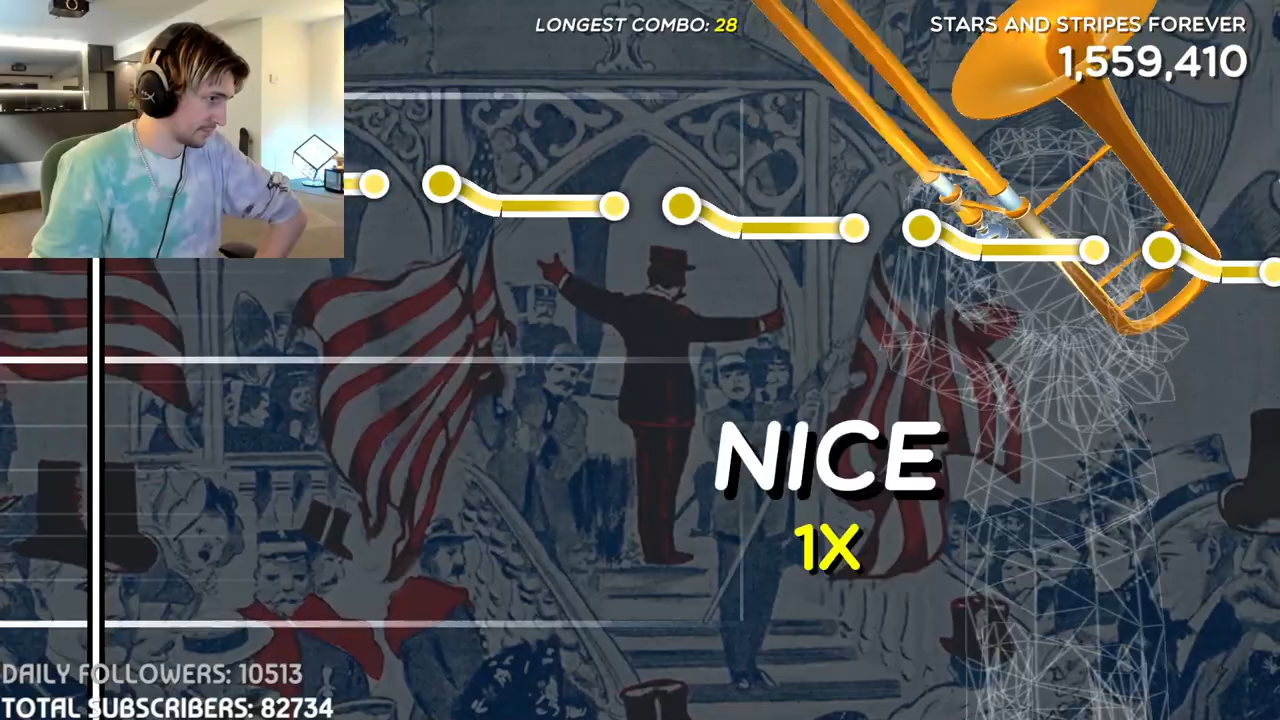 LONGEST COMBO: 28
STARS AND STRIPES FOREVER
1,559,410
NICE
1X
DAILY FOLLOWERS: 10513
TOTAL SUBSCRIBERS: 82734